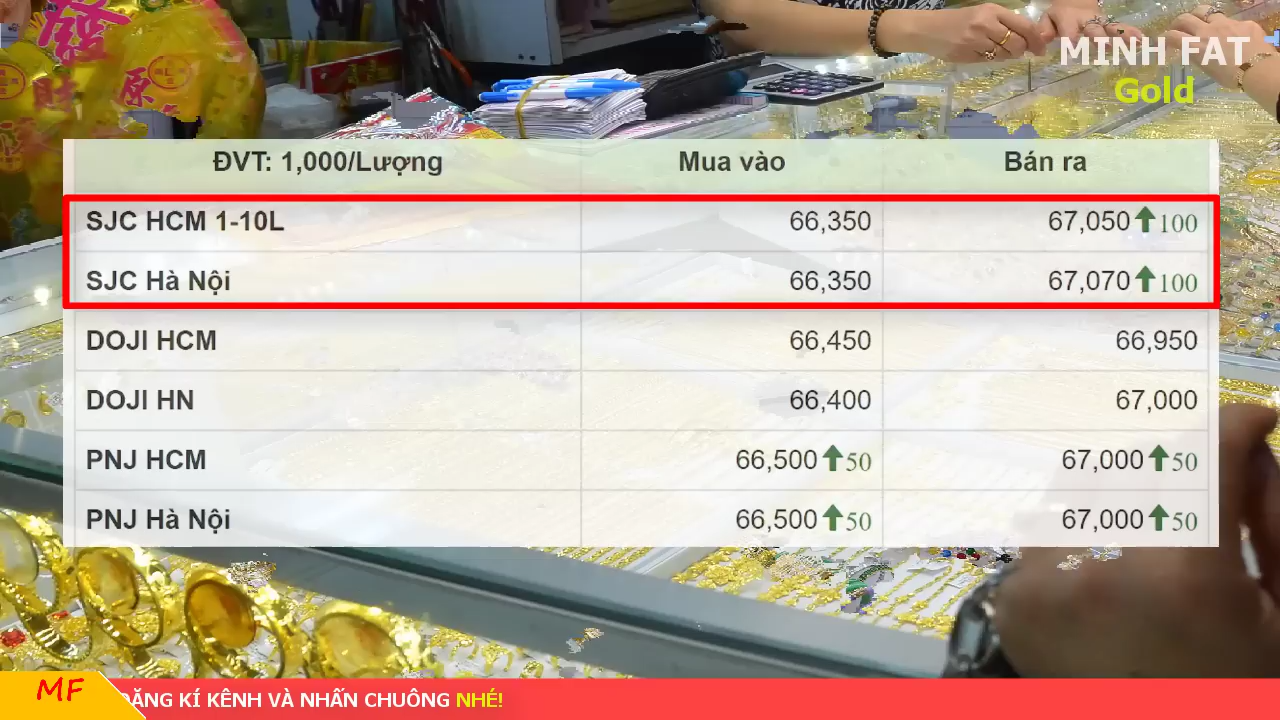 發
財
原
MINH FAT
Gold
ĐVT: 1,000/Lượng Mua vào Bán ra
SJC HCM 1-10L 66,350 67,050 100
SJC Hà Nội 66,350 67,070 100
DOJI HCM 66,450 66,950
DOJI HN 66,400 67,000
PNJ HCM 66,500 50 67,000 50
PNJ Hà Nội 66,500 50 67,000 50
MF
ĐĂNG KÍ KÊNH VÀ NHẤN CHUÔNG NHÉ!